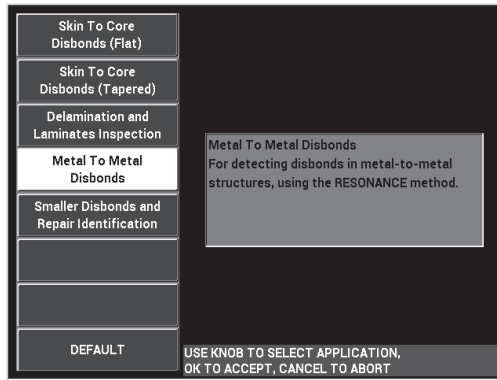 Skin To Core
Disbonds (Flat)
Skin To Core
Disbonds (Tapered)
Delamination and
Laminates Inspection
Metal To Metal
Disbonds
Smaller Disbonds and
Repair Identification
DEFAULT
Metal To Metal Disbonds
For detecting disbonds in metal-to-metal
structures, using the RESONANCE method.
USE KNOB TO SELECT APPLICATION,
OK TO ACCEPT, CANCEL TO ABORT